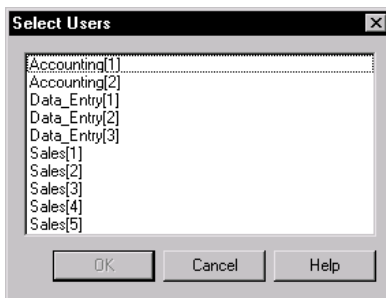 Select Users
Accounting[1]
Accounting[2]
Data_Entry[1]
Data_Entry[2]
Data_Entry[3]
Sales[1]
Sales[2]
Sales[3]
Sales[4]
Sales[5]
OK Cancel Help